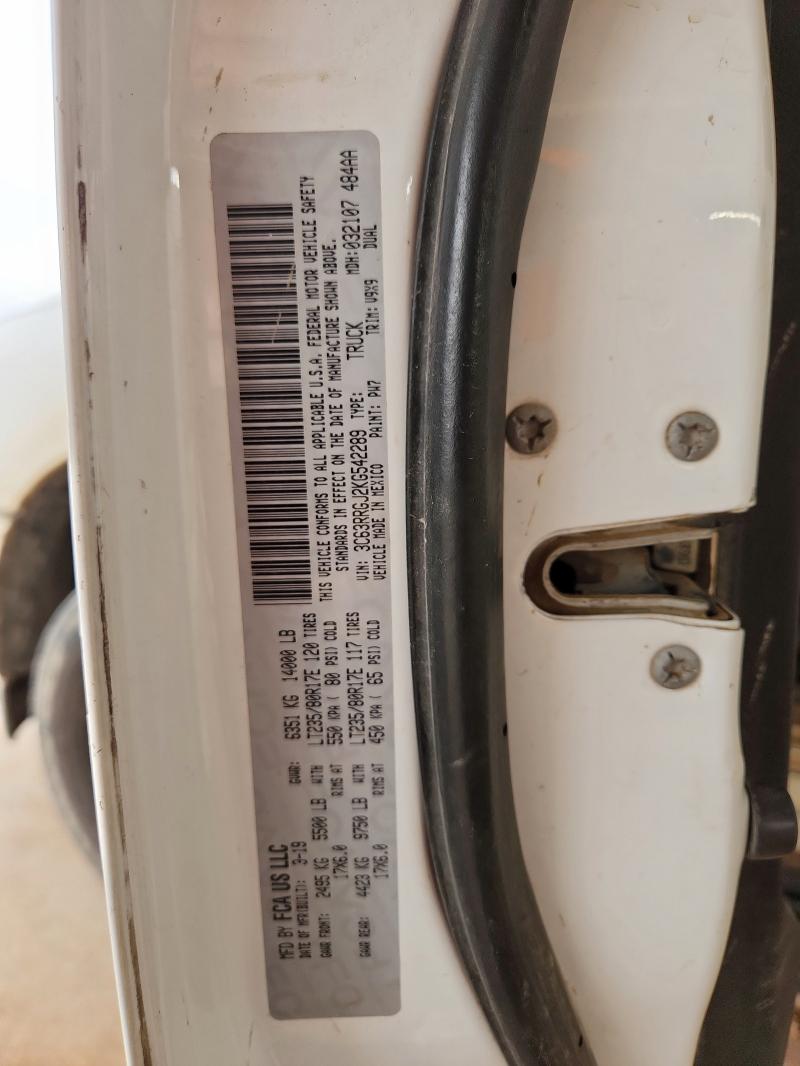 MFD BY FCA US LLC
DATE OF MFR(BUILT): 3-19 GVWR: 6351 KG 14000 LB
GAWR FRONT: 2495 KG 5500 LB WITH LT235/80R17E 120 TIRES
17X6.0 RIMS AT 550 KPA ( 80 PSI) COLD
GAWR REAR: 4423 KG 9750 LB WITH LT235/80R17E 117 TIRES
17X6.0 RIMS AT 450 KPA ( 65 PSI) COLD
THIS VEHICLE CONFORMS TO ALL APPLICABLE U.S.A. FEDERAL MOTOR VEHICLE SAFETY
STANDARDS IN EFFECT ON THE DATE OF MANUFACTURE SHOWN ABOVE.
VIN: 3C63RRGJ2KG542289 TYPE: TRUCK MDH:032107 484AA
VEHICLE MADE IN MEXICO PAINT: PW7 TRIM: V9X9 DUAL